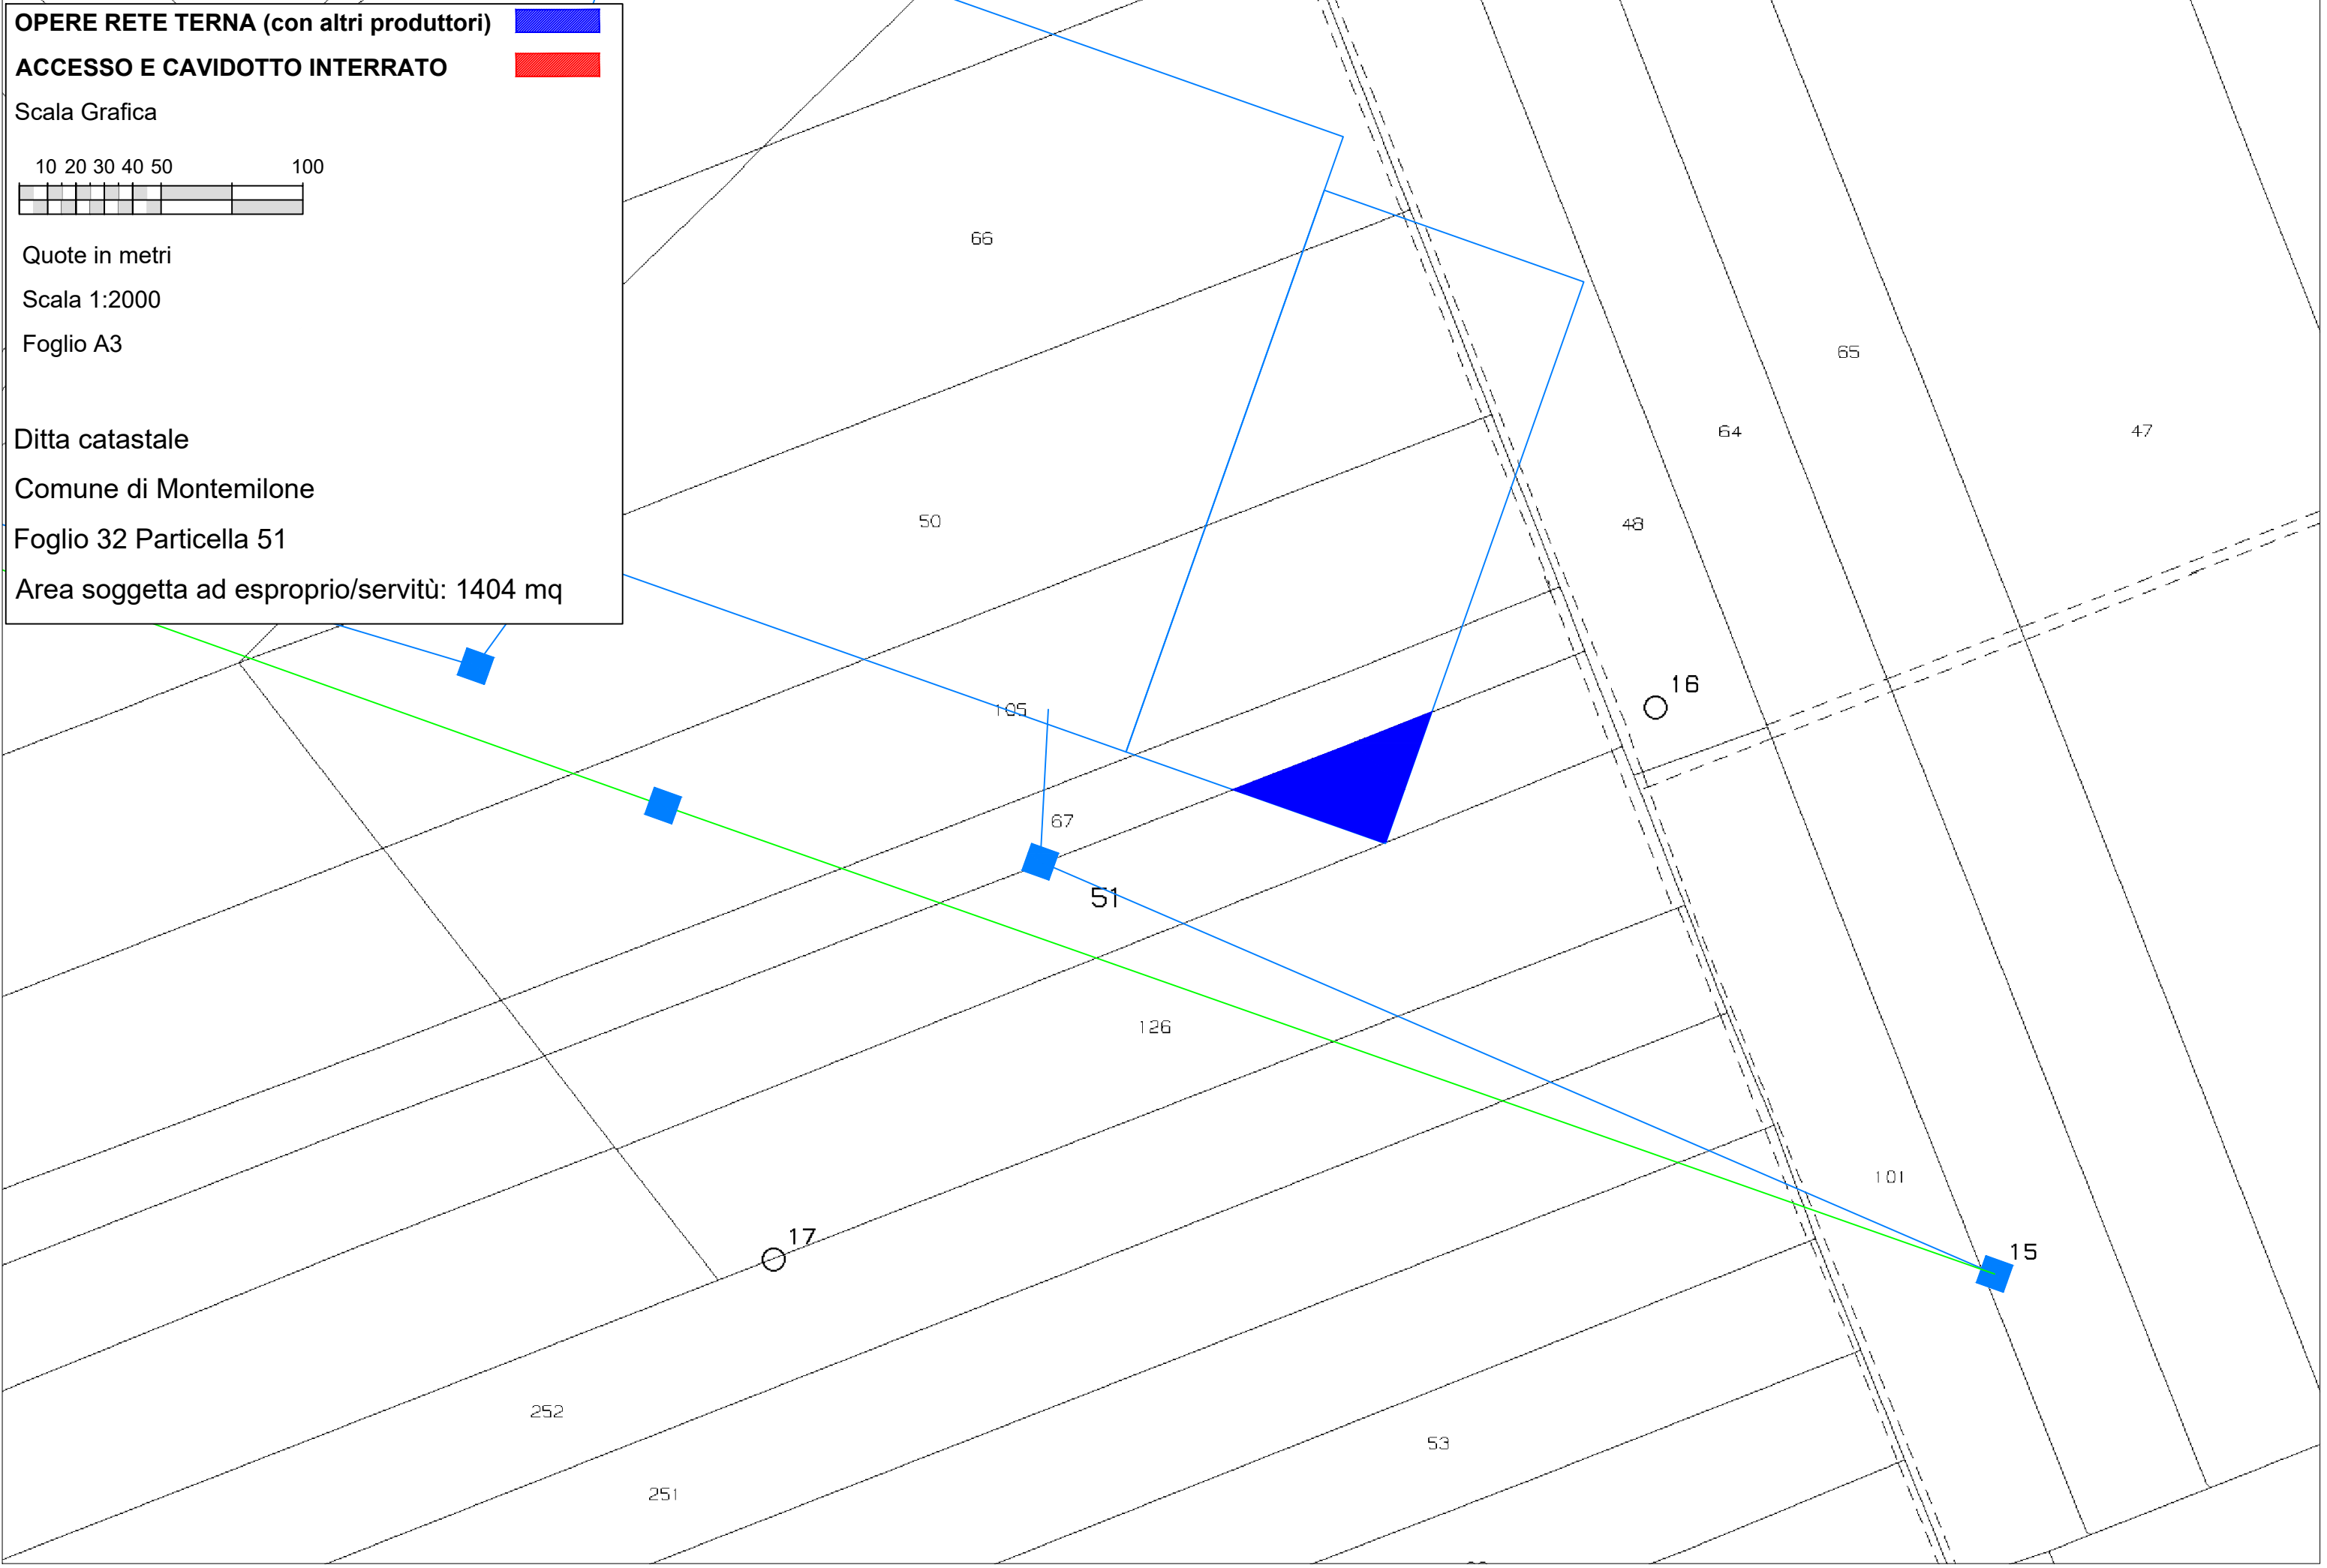 OPERE RETE TERNA (con altri produttori)
ACCESSO E CAVIDOTTO INTERRATO
Scala Grafica
10 20 30 40 50 100
Quote in metri
Scala 1:2000
Foglio A3
Ditta catastale
Comune di Montemilone
Foglio 32 Particella 51
Area soggetta ad esproprio/servitù: 1404 mq
66
65
64
47
50
48
16
105
67
51
126
101
17
15
252
53
251